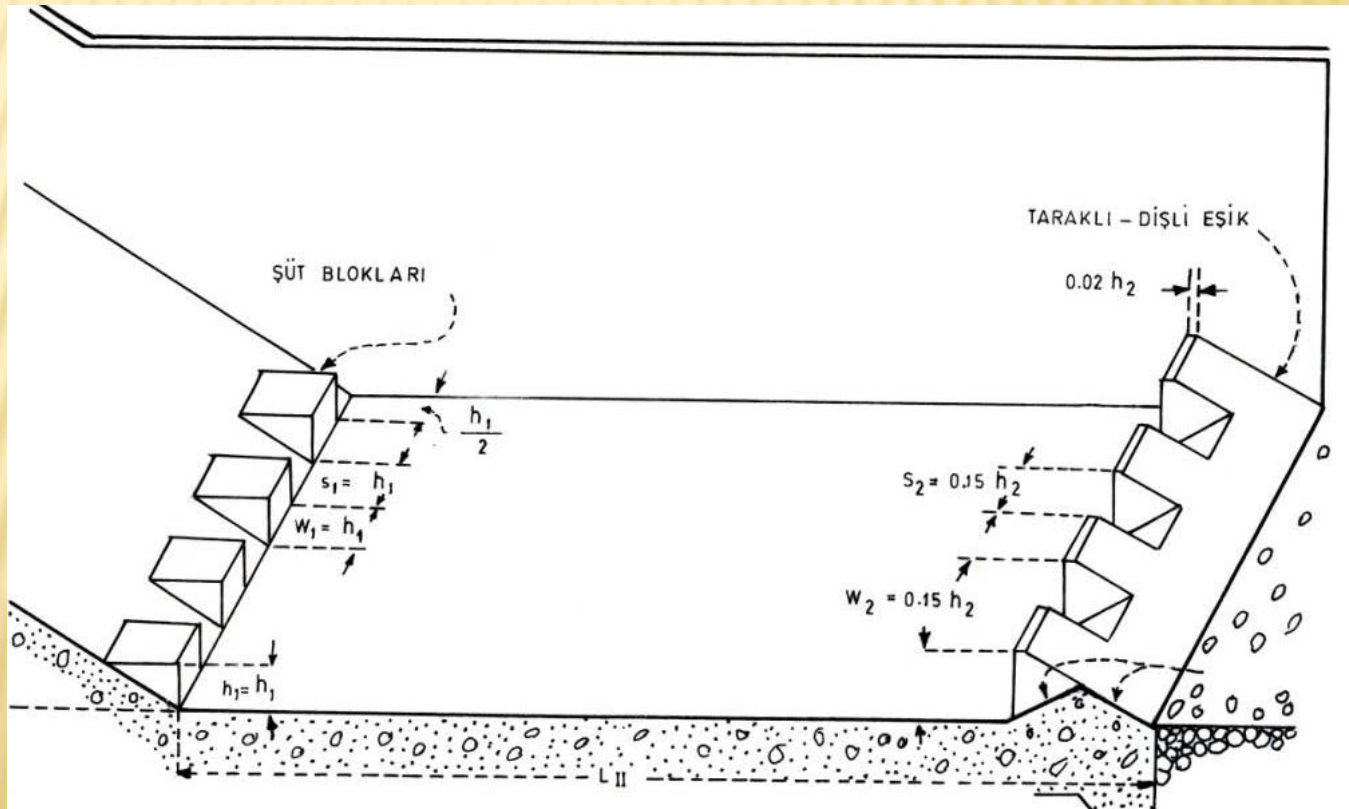 TARAKLI - DİŞLİ EŞİK
ŞÜT BLOKLARI
0.02 h₂
h₁
2
s₁ = h₁
W₁ = h₁
S₂ = 0.15 h₂
W₂ = 0.15 h₂
h₁ = h₁
L II